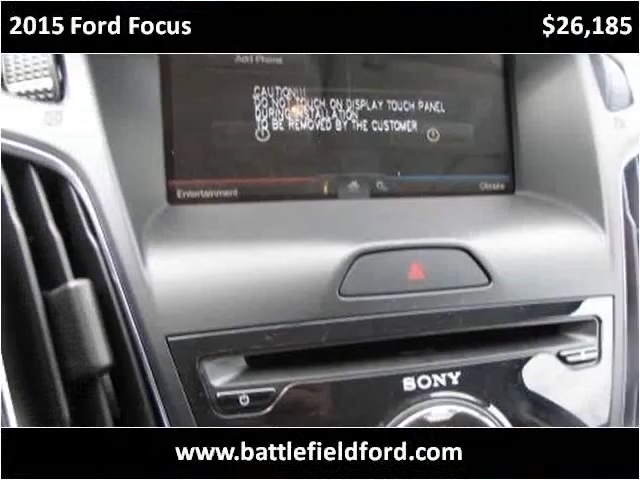 2015 Ford Focus
$26,185
Add Phone
CAUTION!!!
DO NOT TOUCH ON DISPLAY TOUCH PANEL
DURING INSTALLATION
TO BE REMOVED BY THE CUSTOMER
Entertainment
Climate
SONY
www.battlefieldford.com